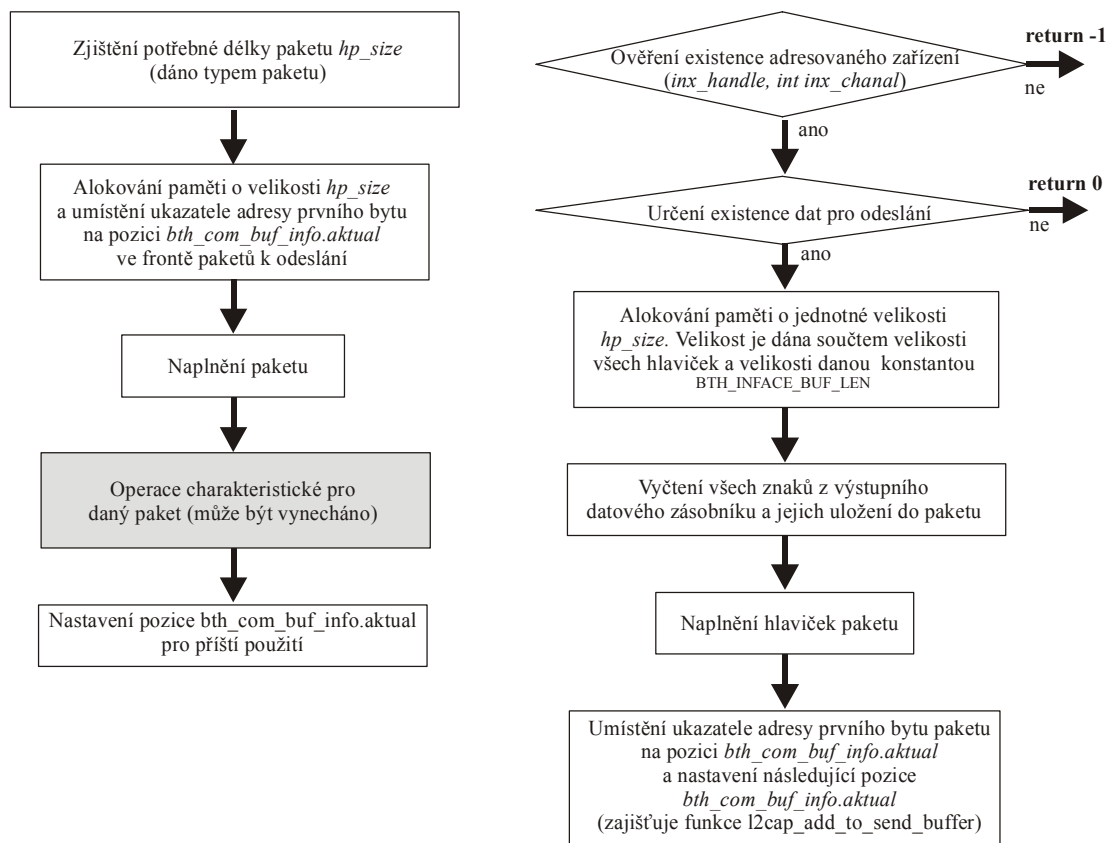 Zjištění potřebné délky paketu hp_size
(dáno typem paketu)
Alokování paměti o velikosti hp_size
a umístění ukazatele adresy prvního bytu
na pozici bth_com_buf_info.aktual
ve frontě paketů k odeslání
Naplnění paketu
Operace charakteristické pro
daný paket (může být vynecháno)
Nastavení pozice bth_com_buf_info.aktual
pro příští použití
Ověření existence adresovaného zařízení
(inx_handle, int inx_chanal)
return -1
ne
ano
Určení existence dat pro odeslání
return 0
ne
ano
Alokování paměti o jednotné velikosti
hp_size. Velikost je dána součtem velikosti
všech hlaviček a velikosti danou konstantou
BTH_INFACE_BUF_LEN
Vyčtení všech znaků z výstupního
datového zásobníku a jejich uložení do paketu
Naplnění hlaviček paketu
Umístění ukazatele adresy prvního bytu paketu
na pozici bth_com_buf_info.aktual
a nastavení následující pozice
bth_com_buf_info.aktual
(zajišťuje funkce l2cap_add_to_send_buffer)